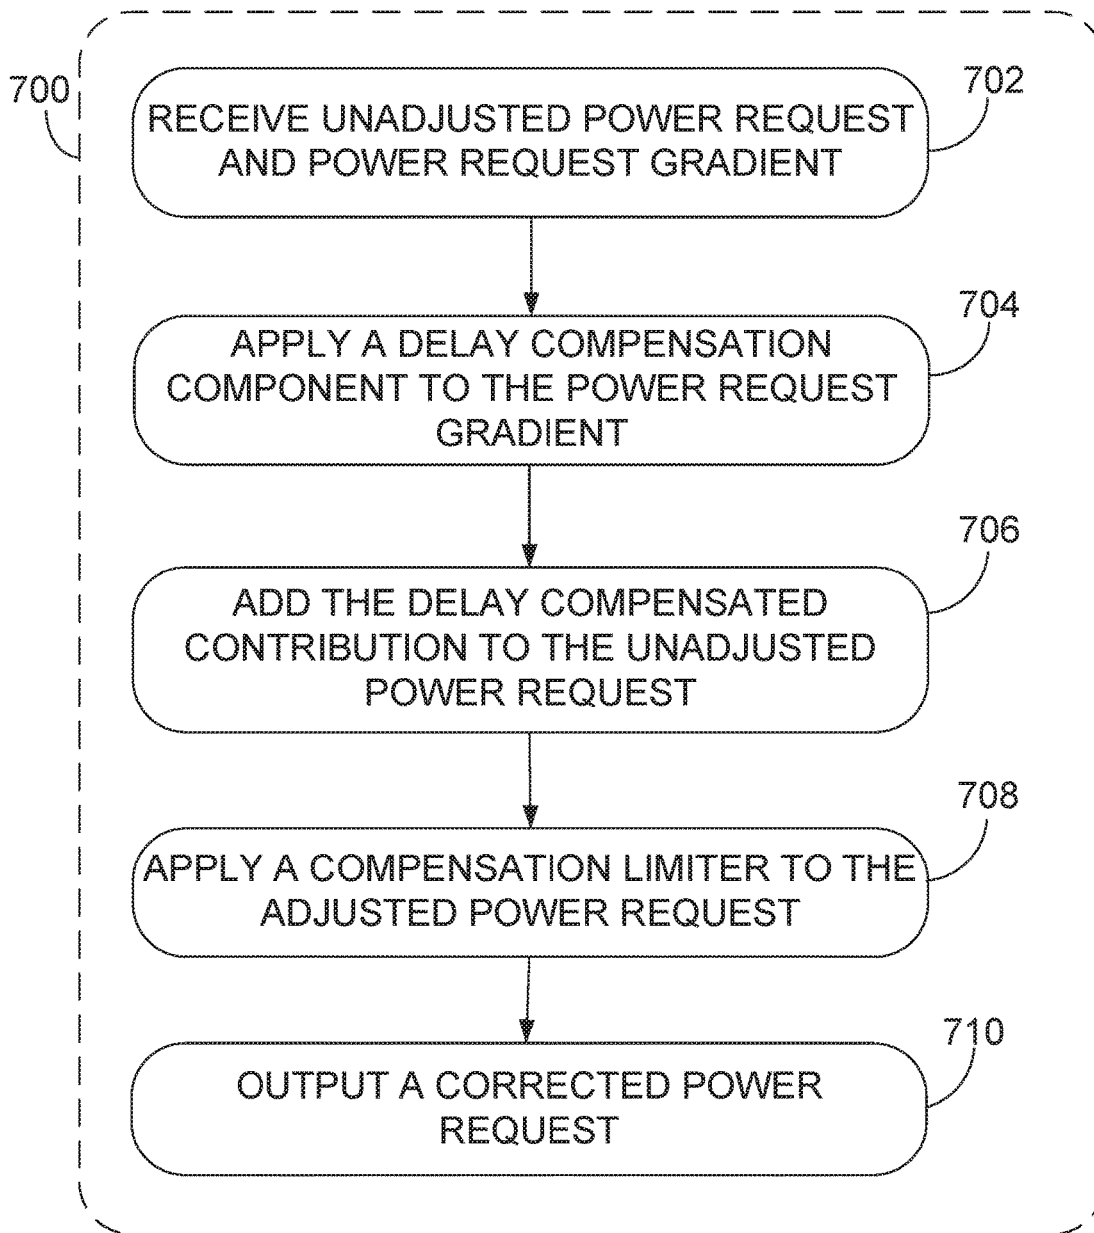 700
702
RECEIVE UNADJUSTED POWER REQUEST
AND POWER REQUEST GRADIENT
704
APPLY A DELAY COMPENSATION
COMPONENT TO THE POWER REQUEST
GRADIENT
706
ADD THE DELAY COMPENSATED
CONTRIBUTION TO THE UNADJUSTED
POWER REQUEST
708
APPLY A COMPENSATION LIMITER TO THE
ADJUSTED POWER REQUEST
710
OUTPUT A CORRECTED POWER
REQUEST